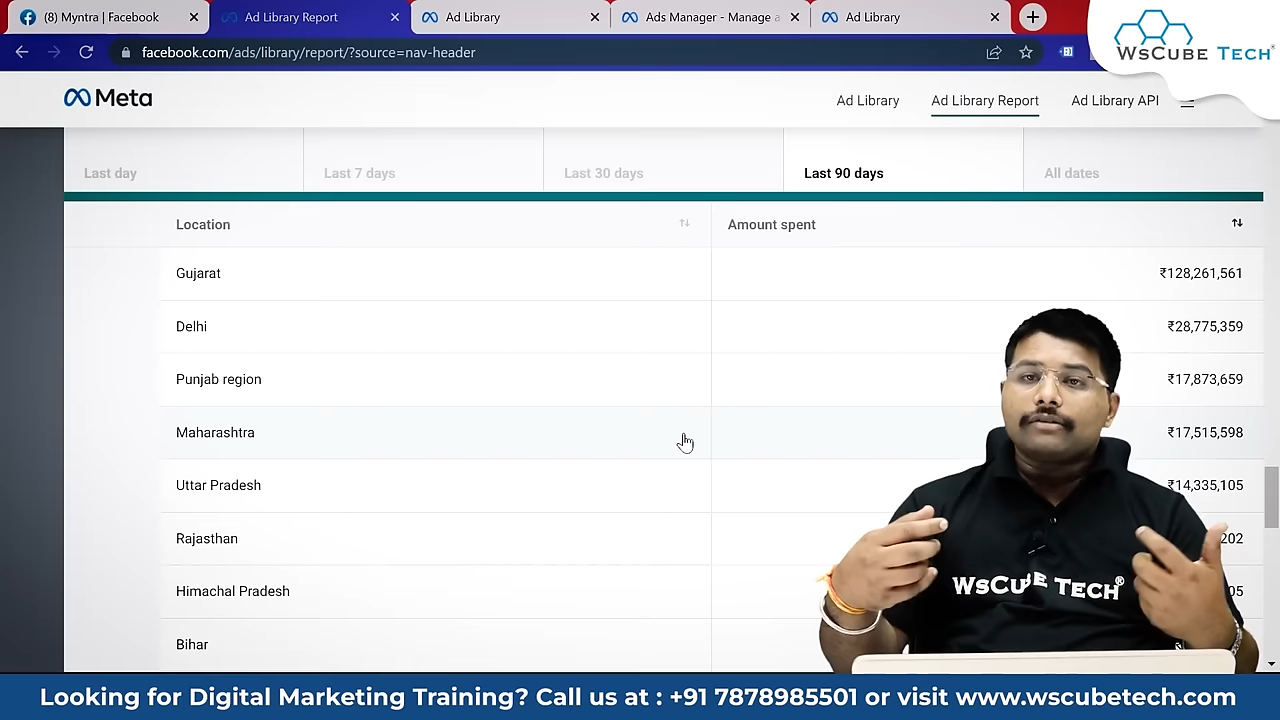 (8) Myntra | Facebook
Ad Library Report
Ad Library
Ads Manager - Manage a
Ad Library
WsCube Tech®
facebook.com/ads/library/report/?source=nav-header
Meta
Ad Library
Ad Library Report
Ad Library API
Last day
Last 7 days
Last 30 days
Last 90 days
All dates
Location
Amount spent
Gujarat
₹128,261,561
Delhi
₹28,775,359
Punjab region
₹17,873,659
Maharashtra
₹17,515,598
Uttar Pradesh
₹14,335,105
Rajasthan
202
Himachal Pradesh
05
Bihar
WsCube Tech®
Looking for Digital Marketing Training? Call us at : +91 7878985501 or visit www.wscubetech.com